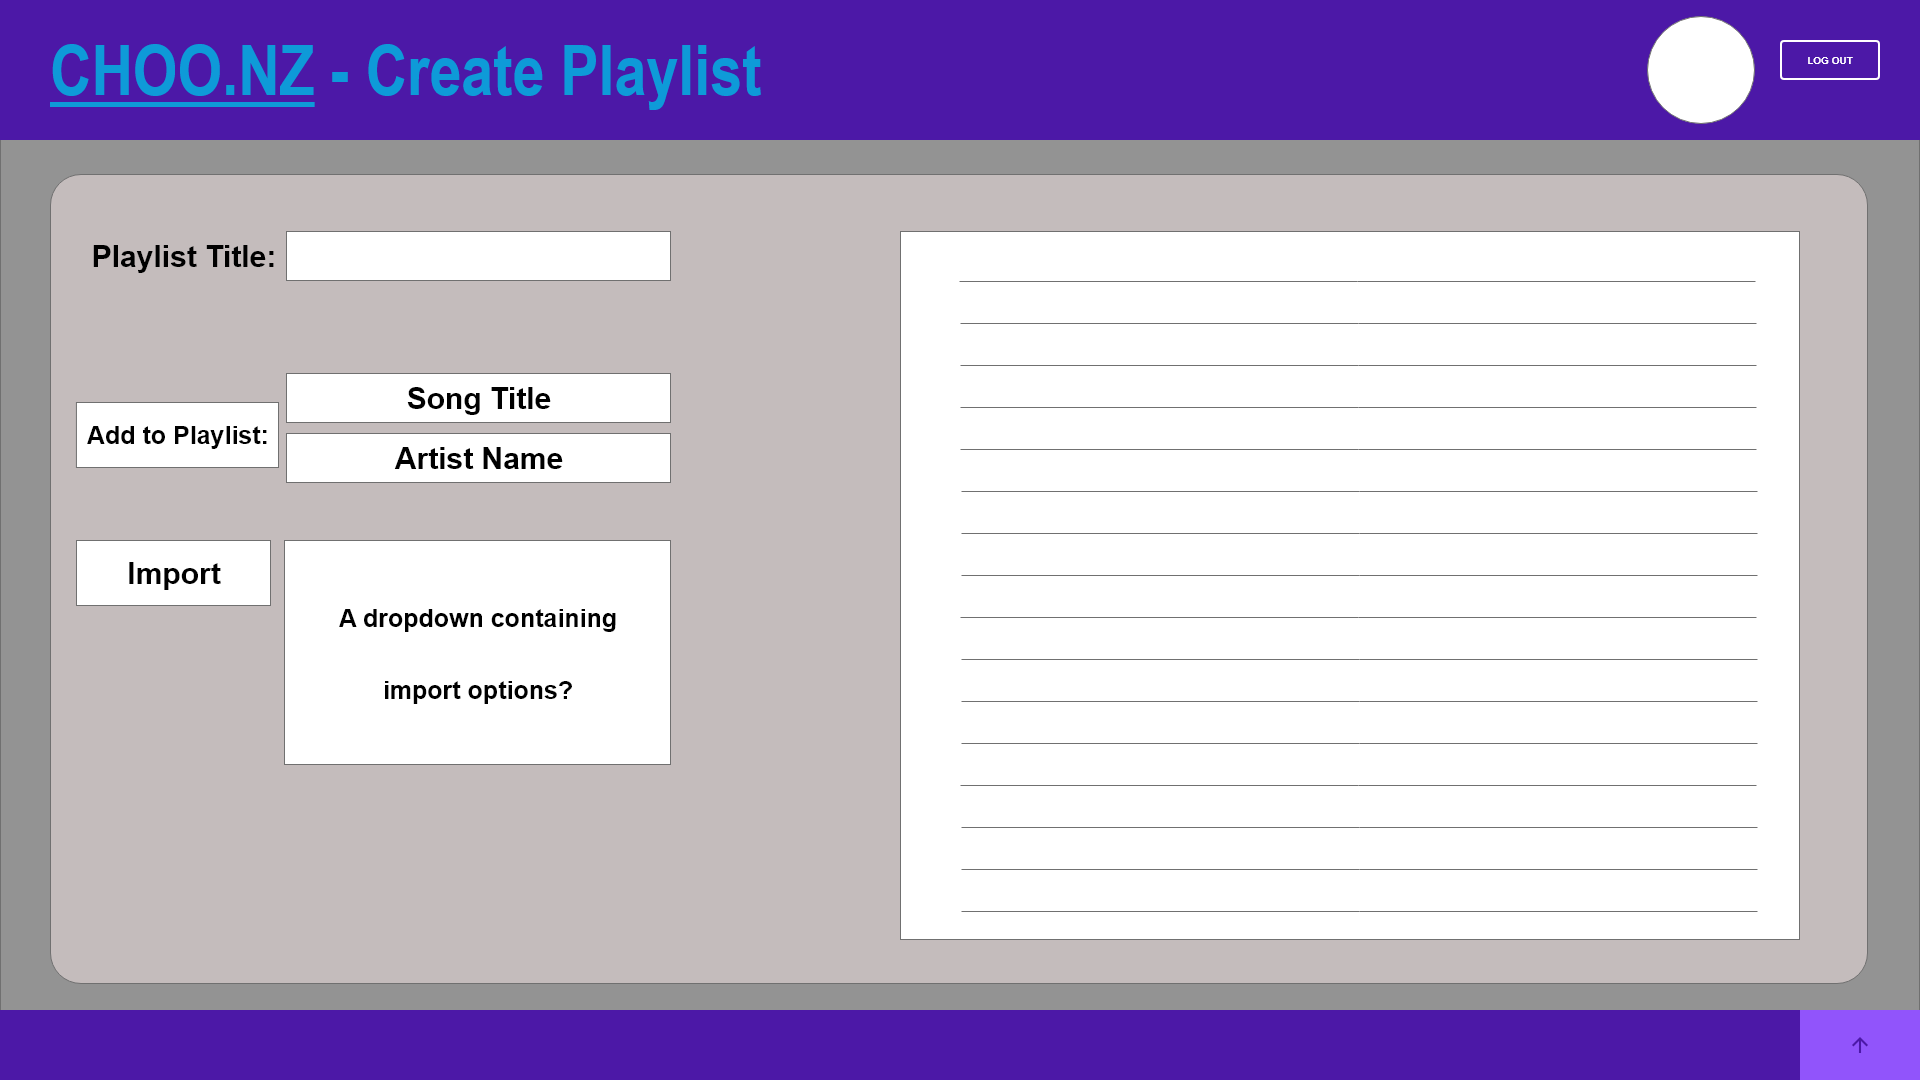 CHOO.NZ - Create Playlist
LOG OUT
Playlist Title:
Song Title
Add to Playlist:
Artist Name
Import
A dropdown containing
import options?